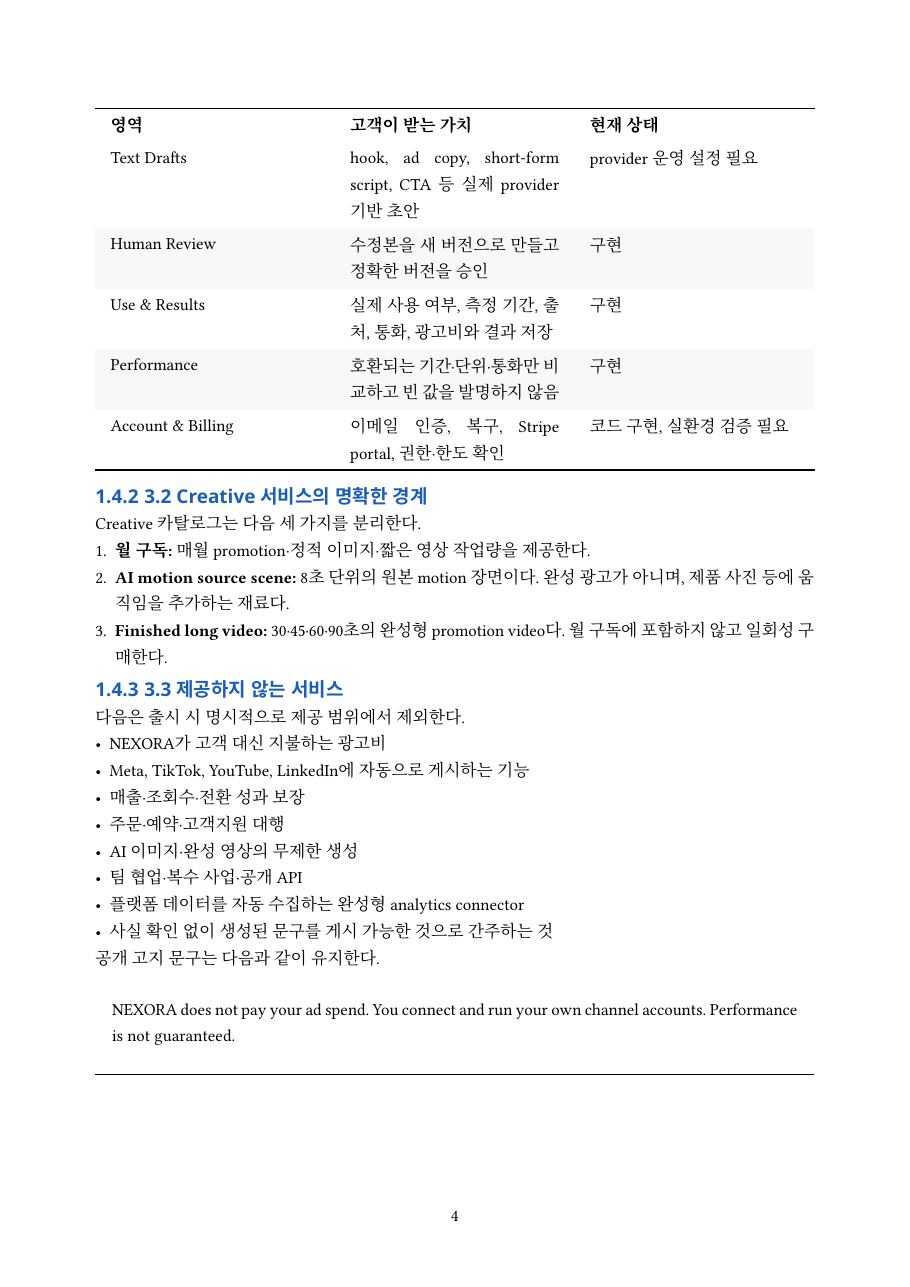 영역 고객이 받는 가치 현재 상태
Text Drafts hook, ad copy, short-form provider 운영 설정 필요
script, CTA 등 실제 provider
기반 초안
Human Review 수정본을 새 버전으로 만들고 구현
정확한 버전을 승인
Use & Results 실제 사용 여부, 측정 기간, 출 구현
처, 통화, 광고비와 결과 저장
Performance 호환되는 기간·단위·통화만 비 구현
교하고 빈 값을 발명하지 않음
Account & Billing 이메일 인증, 복구, Stripe 코드 구현, 실환경 검증 필요
portal, 권한·한도 확인
1.4.2 3.2 Creative 서비스의 명확한 경계
Creative 카탈로그는 다음 세 가지를 분리한다.
1. 월 구독: 매월 promotion·정적 이미지·짧은 영상 작업량을 제공한다.
2. AI motion source scene: 8초 단위의 원본 motion 장면이다. 완성 광고가 아니며, 제품 사진 등에 움
직임을 추가하는 재료다.
3. Finished long video: 30·45·60·90초의 완성형 promotion video다. 월 구독에 포함하지 않고 일회성 구
매한다.
1.4.3 3.3 제공하지 않는 서비스
다음은 출시 시 명시적으로 제공 범위에서 제외한다.
• NEXORA가 고객 대신 지불하는 광고비
• Meta, TikTok, YouTube, LinkedIn에 자동으로 게시하는 기능
• 매출·조회수·전환 성과 보장
• 주문·예약·고객지원 대행
• AI 이미지·완성 영상의 무제한 생성
• 팀 협업·복수 사업·공개 API
• 플랫폼 데이터를 자동 수집하는 완성형 analytics connector
• 사실 확인 없이 생성된 문구를 게시 가능한 것으로 간주하는 것
공개 고지 문구는 다음과 같이 유지한다.
NEXORA does not pay your ad spend. You connect and run your own channel accounts. Performance
is not guaranteed.
4